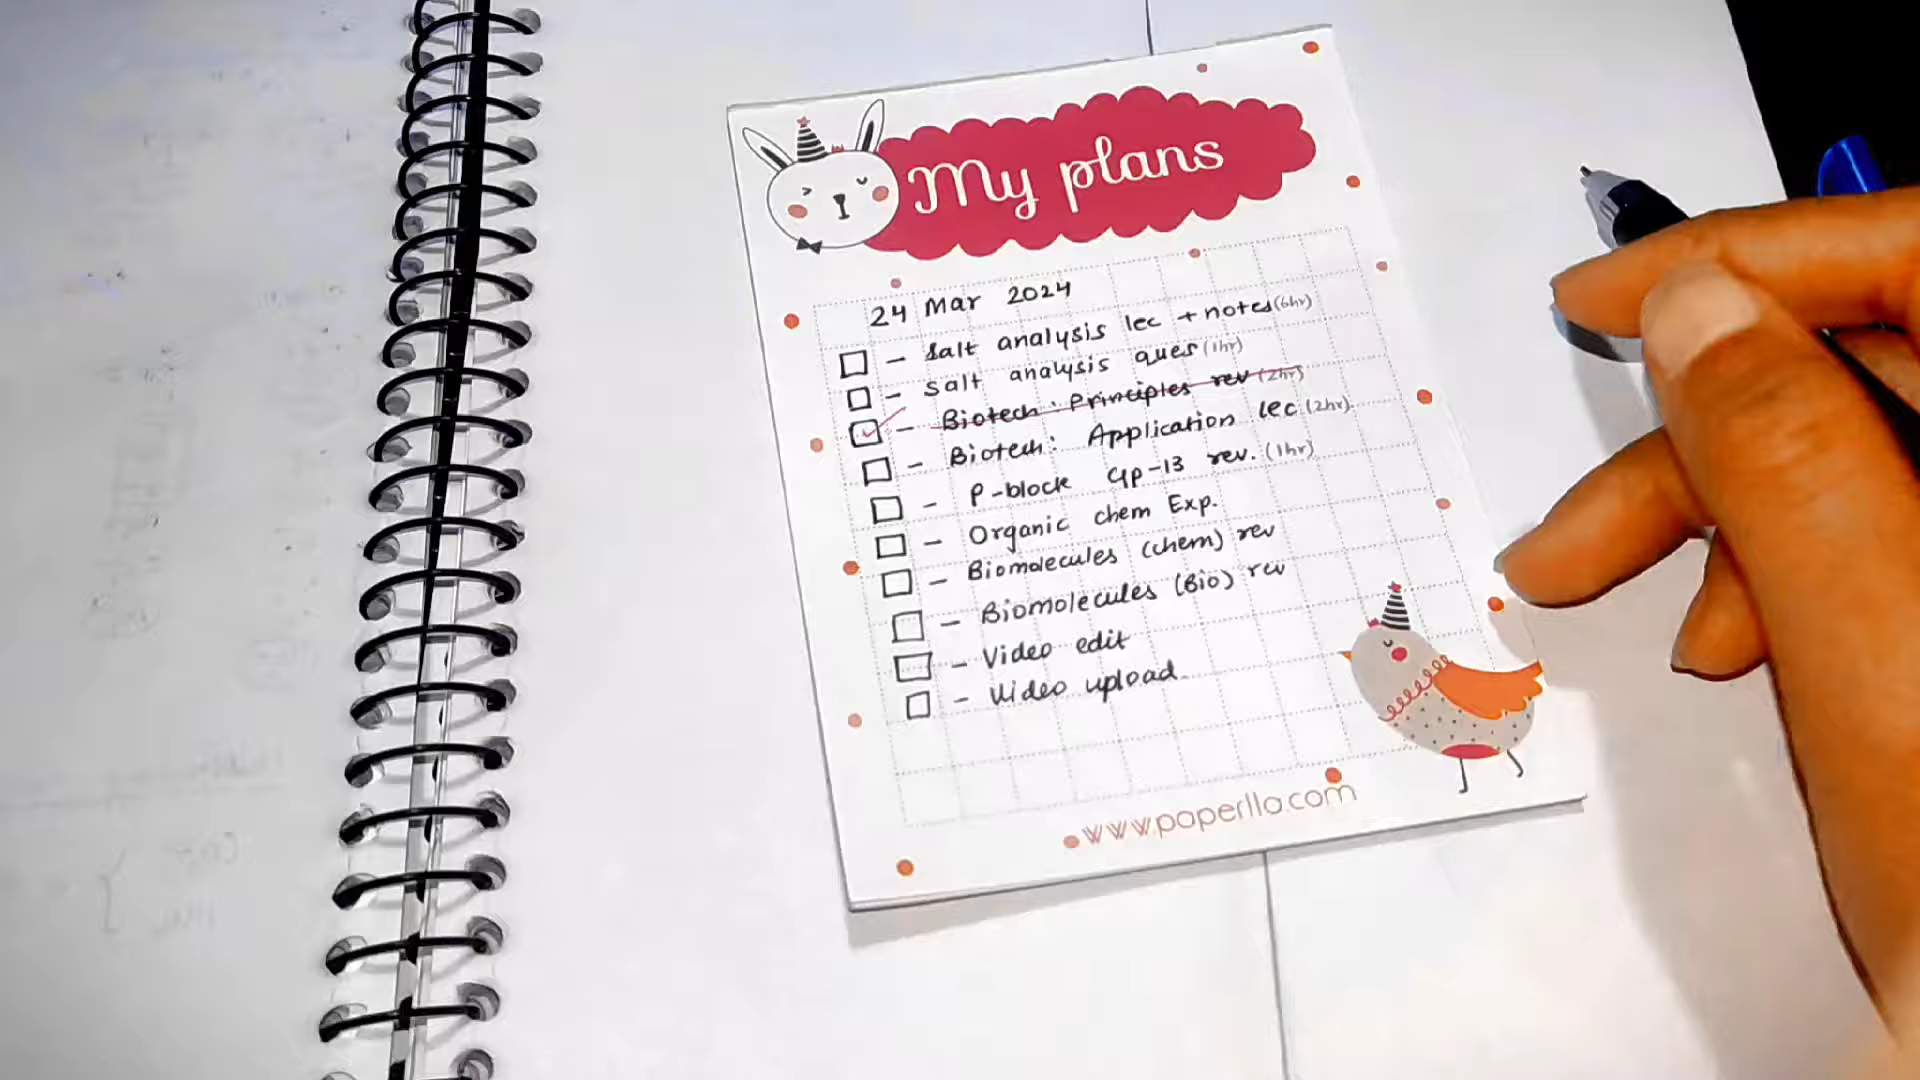 My plans
24 Mar 2024
- Salt analysis lec + notes (6hr)
- Salt analysis ques (1hr)
- Biotech: Principles rev (2hr)
- Biotech: Application lec (2hr)
- P-block Gp-13 rev. (1hr)
- Organic chem Exp.
- Biomolecules (chem) rev
- Biomolecules (Bio) rev
- Video edit
- Video upload
www.paperllo.com